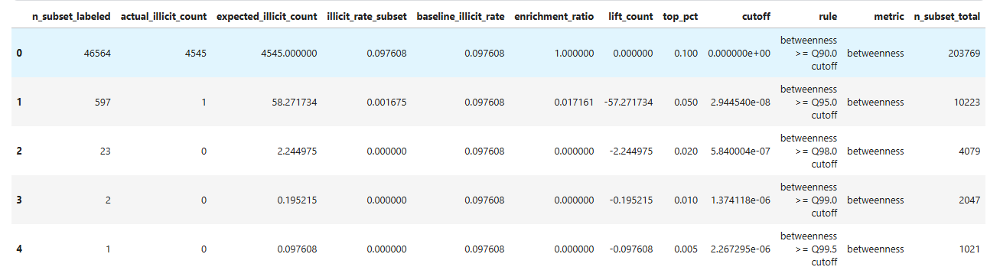 n_subset_labeled actual_illicit_count expected_illicit_count illicit_rate_subset baseline_illicit_rate enrichment_ratio lift_count top_pct cutoff rule metric n_subset_total
0 46564 4545 4545.000000 0.097608 0.097608 1.000000 0.000000 0.100 0.000000e+00 betweenness >= Q90.0 cutoff betweenness 203769
1 597 1 58.271734 0.001675 0.097608 0.017161 -57.271734 0.050 2.944540e-08 betweenness >= Q95.0 cutoff betweenness 10223
2 23 0 2.244975 0.000000 0.097608 0.000000 -2.244975 0.020 5.840004e-07 betweenness >= Q98.0 cutoff betweenness 4079
3 2 0 0.195215 0.000000 0.097608 0.000000 -0.195215 0.010 1.374118e-06 betweenness >= Q99.0 cutoff betweenness 2047
4 1 0 0.097608 0.000000 0.097608 0.000000 -0.097608 0.005 2.267295e-06 betweenness >= Q99.5 cutoff betweenness 1021